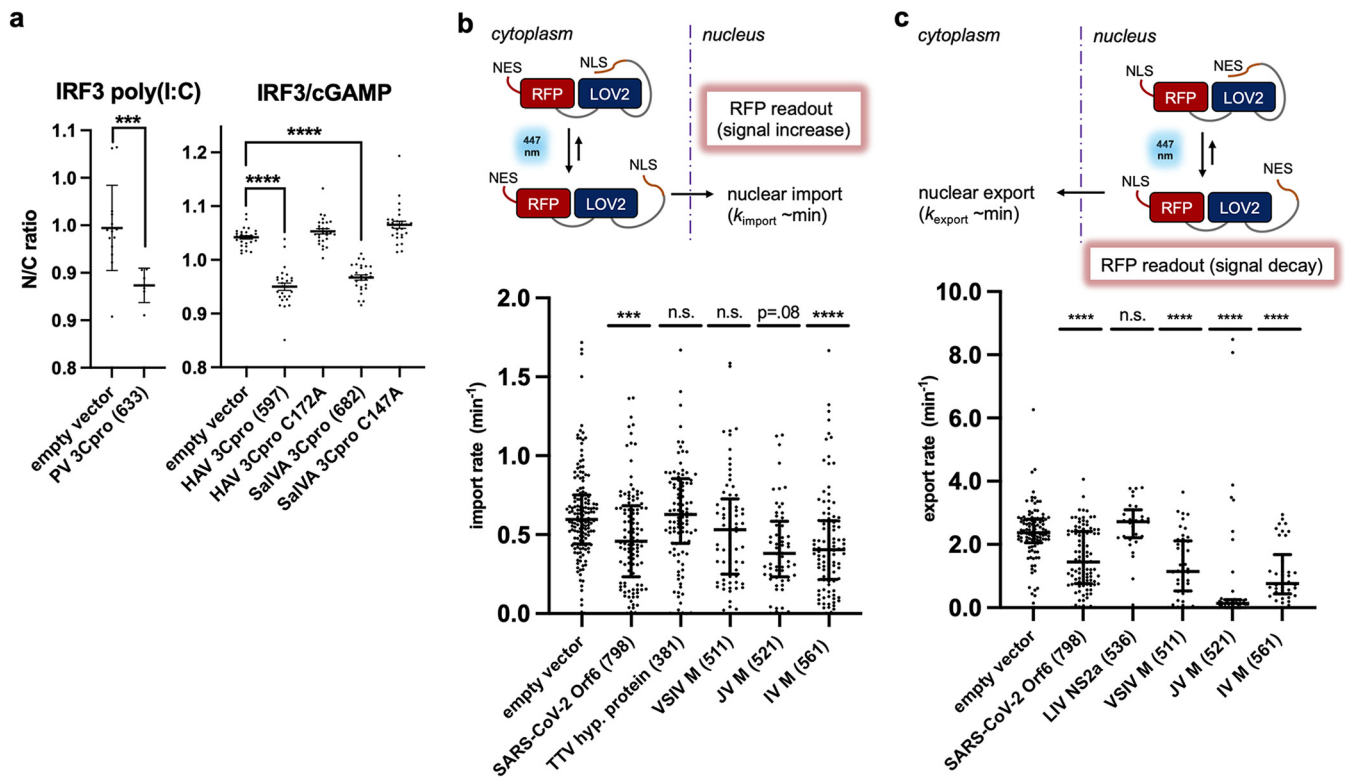 a
IRF3 poly(I:C)
IRF3/cGAMP
***
****
****
N/C ratio
1.1
1.0
1.0
0.9
0.9
0.8
1.2
1.1
1.0
0.9
0.8
empty vector
PV 3Cpro (633)
empty vector
HAV 3Cpro (597)
HAV 3Cpro C172A
SalVA 3Cpro (682)
SalVA 3Cpro C147A
b
cytoplasm
nucleus
NES
NLS
RFP
LOV2
447
nm
RFP readout
(signal increase)
NES
NLS
RFP
LOV2
nuclear import
(kimport ~min)
import rate (min-1)
2.0
1.5
1.0
0.5
0.0
***
n.s.
n.s.
p=.08
****
empty vector
SARS-CoV-2 Orf6 (798)
TTV hyp. protein (381)
VSIV M (511)
JV M (521)
IV M (561)
c
cytoplasm
nucleus
NLS
NES
RFP
LOV2
447
nm
nuclear export
(kexport ~min)
NLS
NES
RFP
LOV2
RFP readout (signal decay)
export rate (min-1)
10.0
8.0
6.0
4.0
2.0
0.0
****
n.s.
****
****
****
empty vector
SARS-CoV-2 Orf6 (798)
LIV NS2a (536)
VSIV M (511)
JV M (521)
IV M (561)